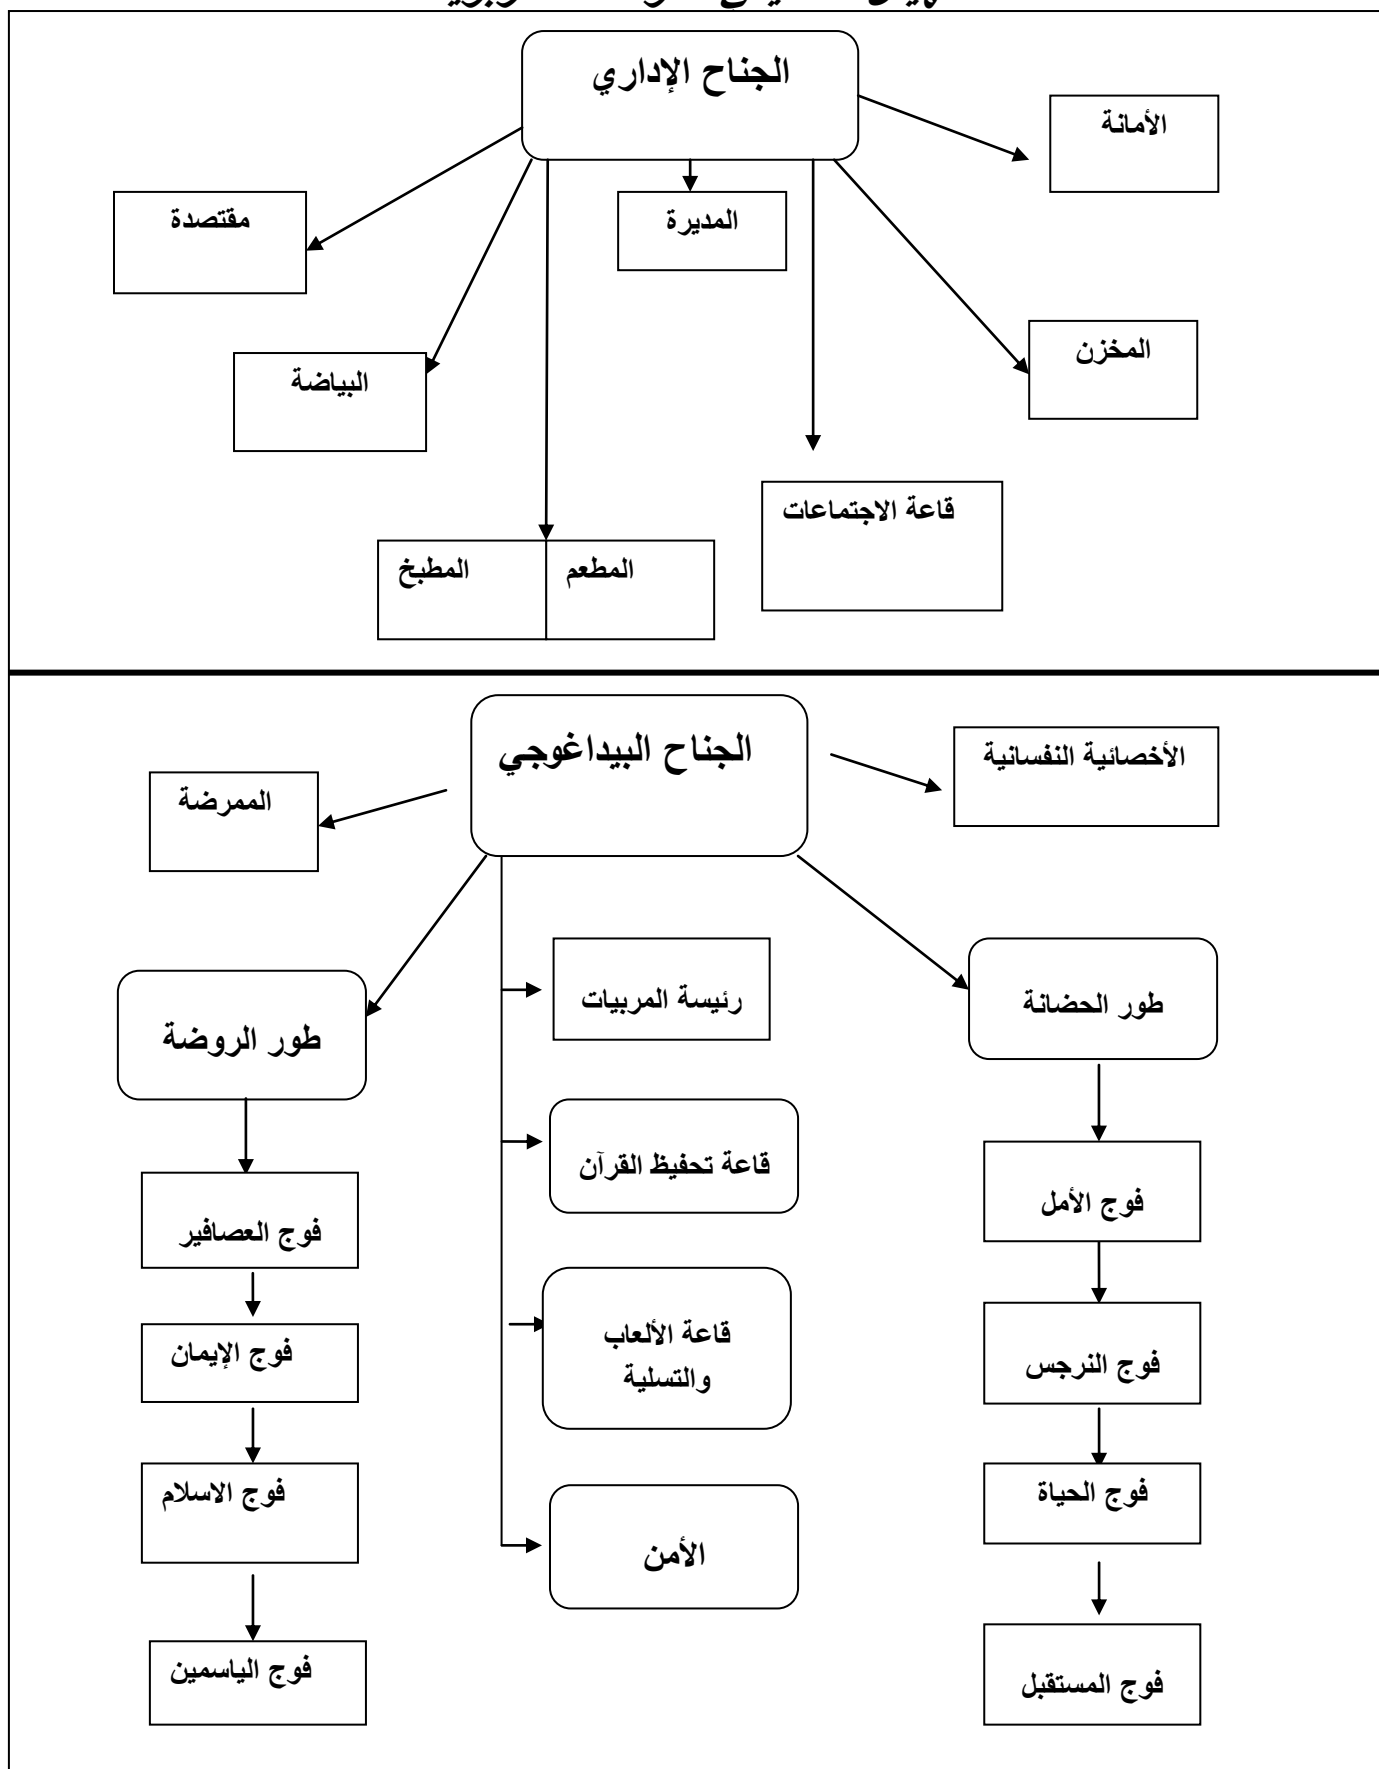 الجناح الإداري
الأمانة
مقتصدة
المديرة
المخزن
البياضة
قاعة الاجتماعات
المطعم
المطبخ
الجناح البيداغوجي
الأخصائية النفسانية
الممرضة
طور الحضانة
رئيسة المربيات
طور الروضة
فوج الأمل
قاعة تحفيظ القرآن
فوج العصافير
فوج النرجس
قاعة الألعاب
والتسلية
فوج الإيمان
فوج الحياة
فوج الاسلام
الأمن
فوج المستقبل
فوج الياسمين